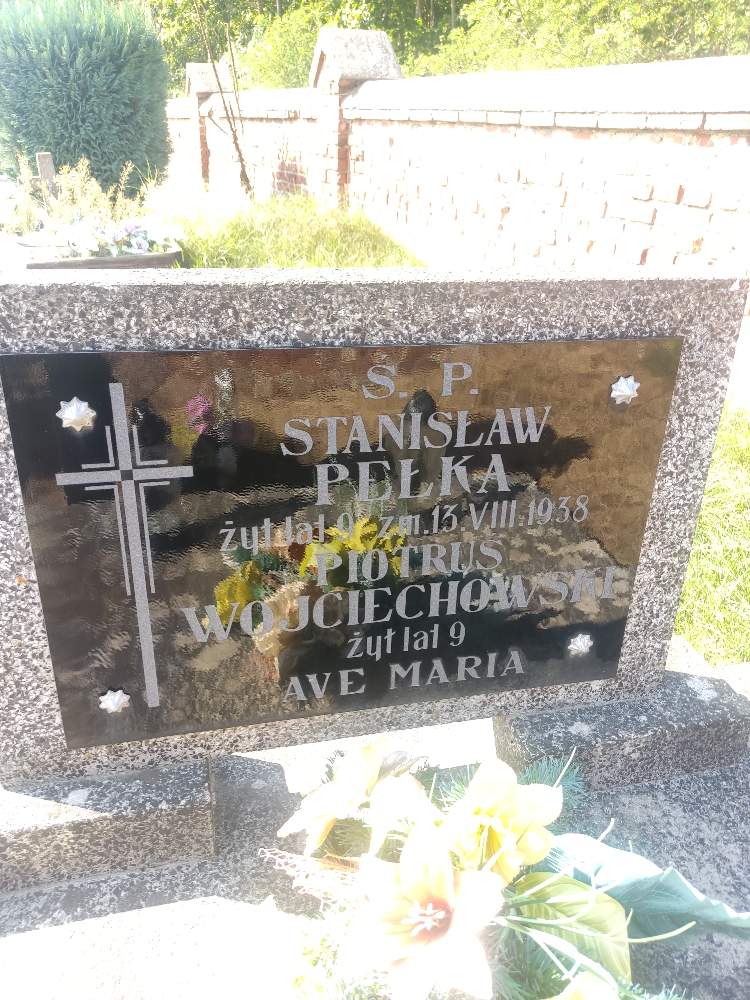 Ś. P.
STANISŁAW
PEŁKA
żył lat 9 zm. 13.VIII.1938
PIOTRUŚ
WOJCIECHOWSKI
żył lat 9
AVE MARIA